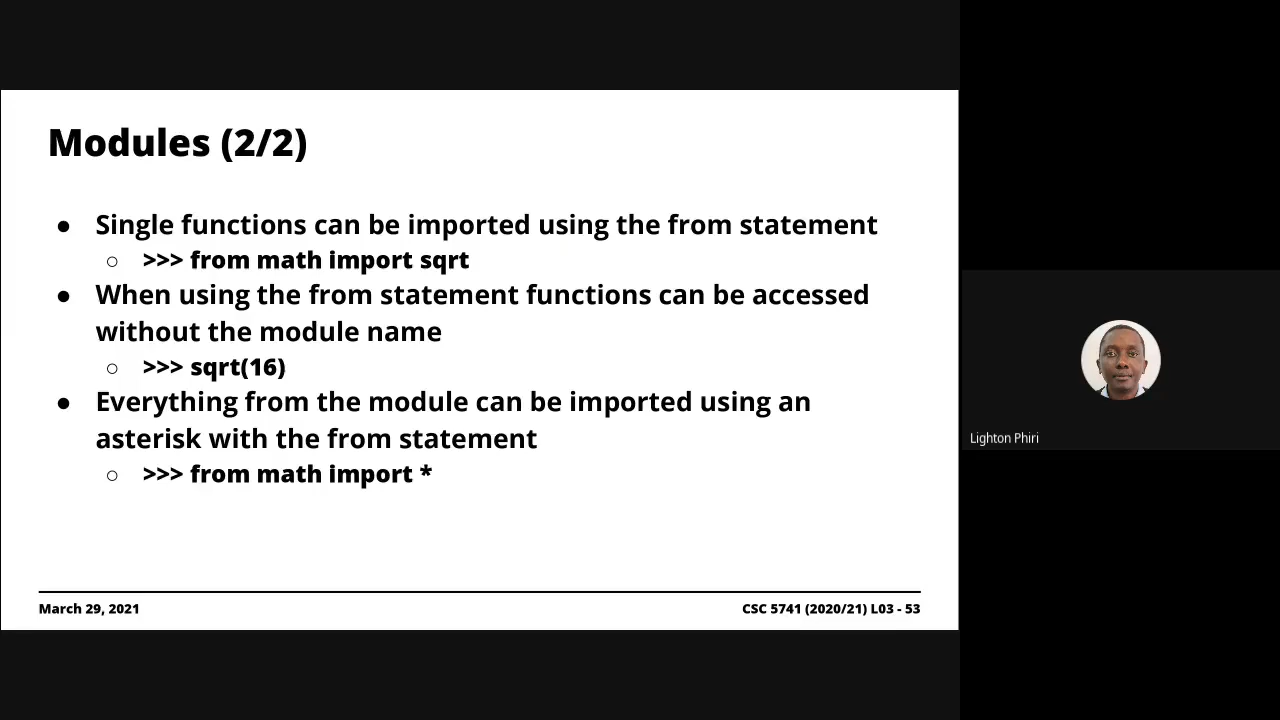 Modules (2/2)
● Single functions can be imported using the from statement
○ >>> from math import sqrt
● When using the from statement functions can be accessed
without the module name
○ >>> sqrt(16)
● Everything from the module can be imported using an
asterisk with the from statement
○ >>> from math import *
March 29, 2021
CSC 5741 (2020/21) L03 - 53
Lighton Phiri